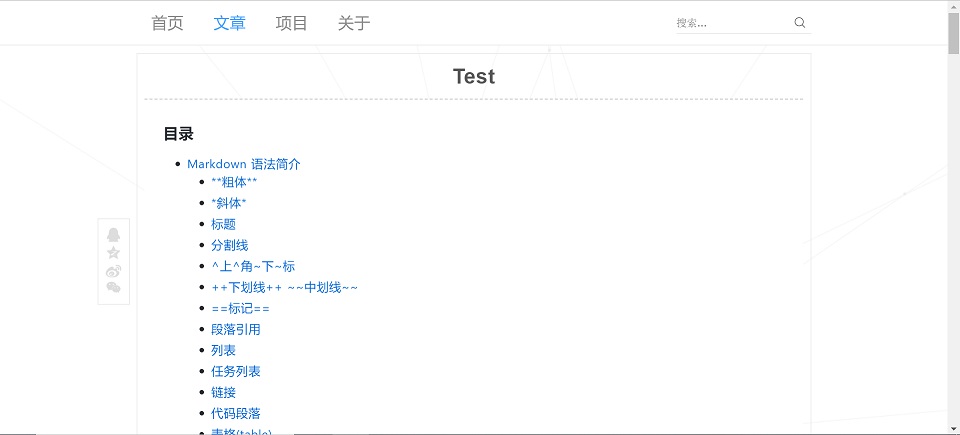 首页 文章 项目 关于 搜索...
Test
目录
Markdown 语法简介
**粗体**
*斜体*
标题
分割线
^上^角~下~标
++下划线++ ~~中划线~~
==标记==
段落引用
列表
任务列表
链接
代码段落
表格(table)